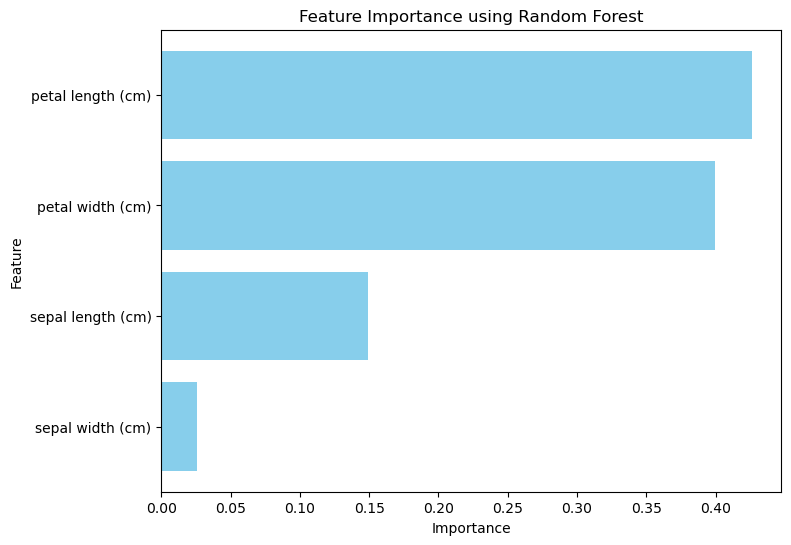 Feature Importance using Random Forest
petal length (cm)
petal width (cm)
sepal length (cm)
sepal width (cm)
Feature
0.00 0.05 0.10 0.15 0.20 0.25 0.30 0.35 0.40
Importance